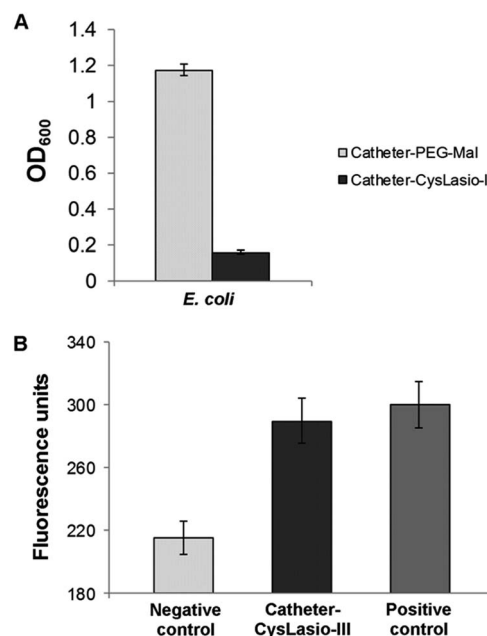 A
1.2
1
0.8
0.6
0.4
0.2
0
1.4
OD600
E. coli
Catheter-PEG-Mal
Catheter-CysLasio-I
B
Fluorescence units
340
300
260
220
180
Negative control
Catheter-
CysLasio-III
Positive
control